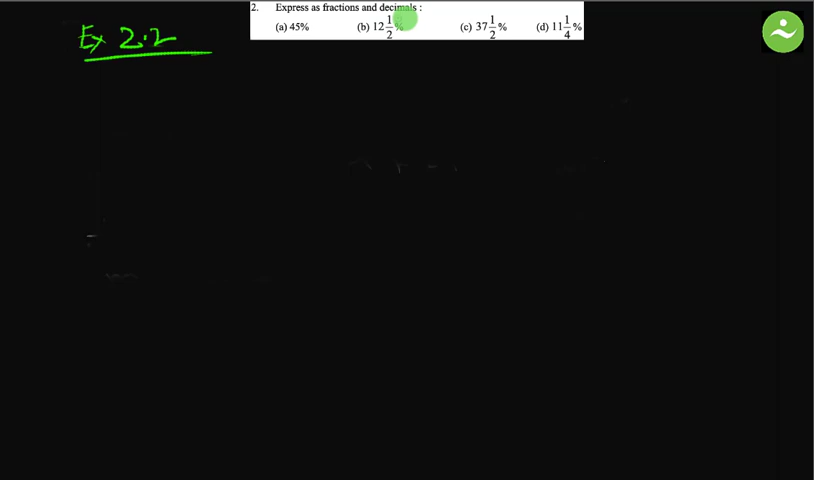 2. Express as fractions and decimals :
(a) 45% (b) 12 1/2 % (c) 37 1/2 % (d) 11 1/4 %
Ex 2.2